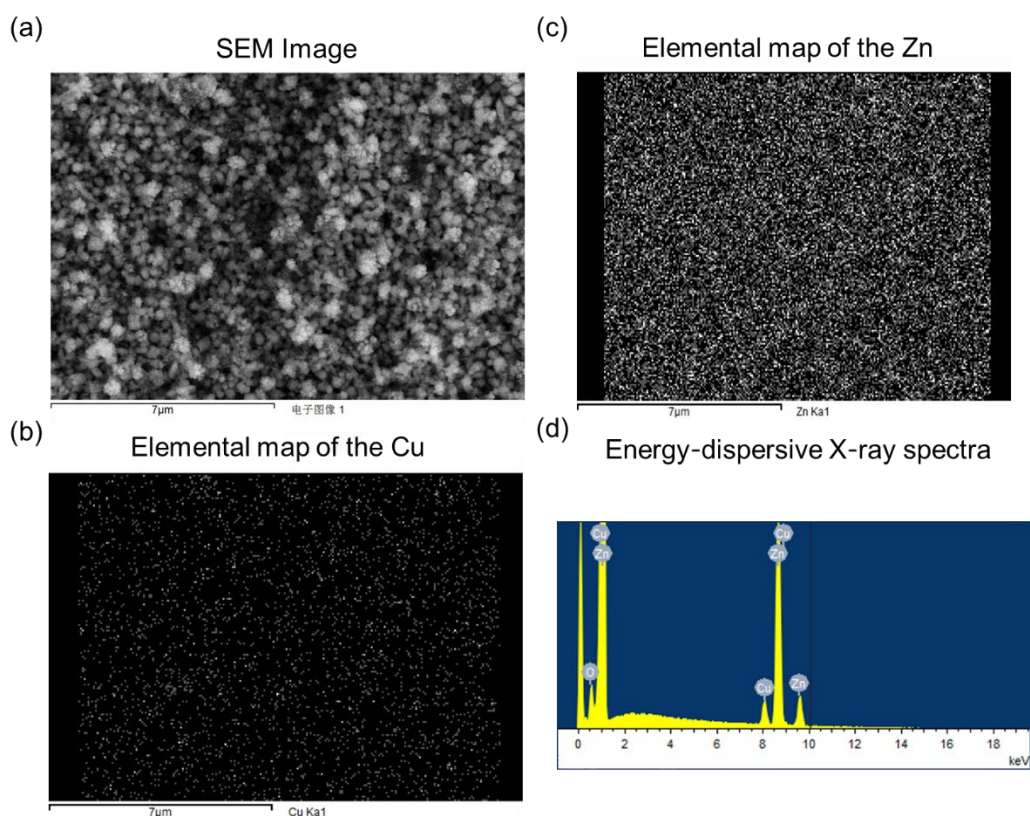 (a)
SEM Image
7µm
电子图像 1
(b)
Elemental map of the Cu
7µm
Cu Ka1
(c)
Elemental map of the Zn
7µm
Zn Ka1
(d)
Energy-dispersive X-ray spectra
Cu
Zn
O
Cu
Cu
Zn
Zn
0 2 4 6 8 10 12 14 16 18
keV